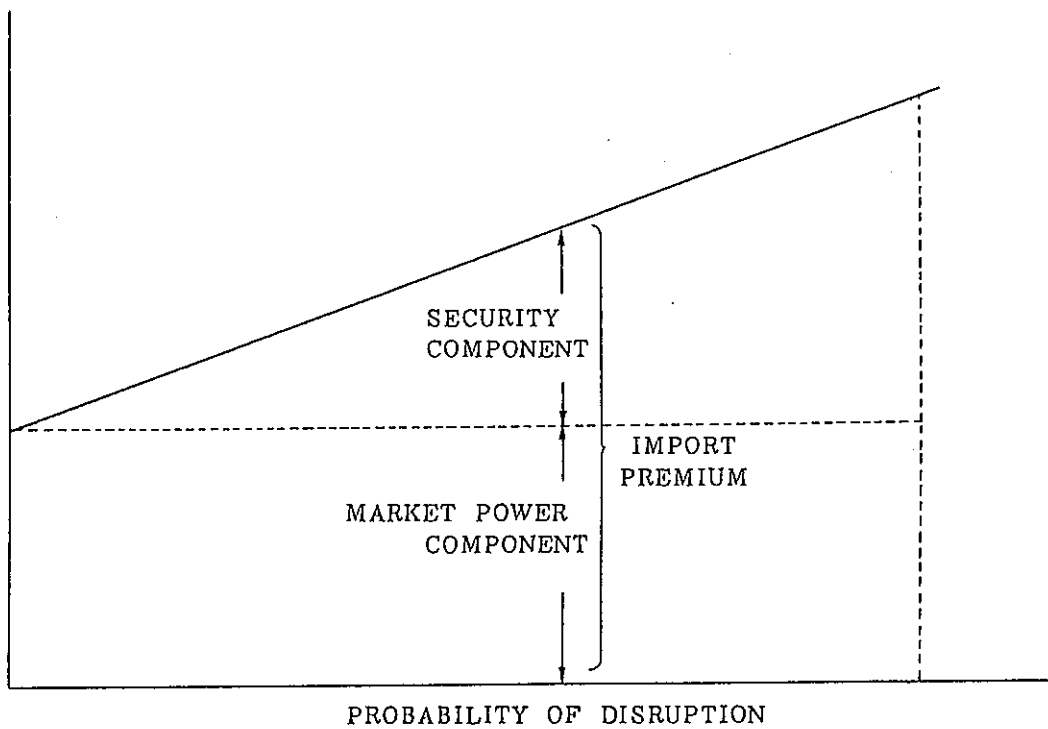 SECURITY
COMPONENT
IMPORT
PREMIUM
MARKET POWER
COMPONENT
PROBABILITY OF DISRUPTION